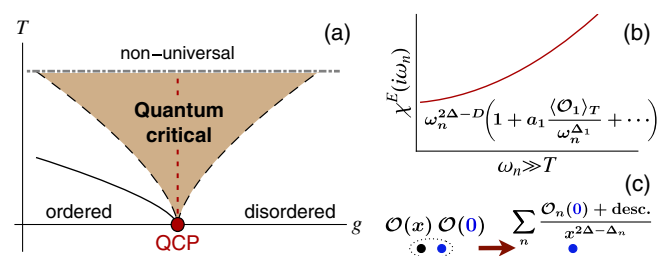 T
(a)
non-universal
Quantum
critical
ordered
disordered
g
QCP
(b)
χ^E(iω_n)
ω_n^{2Δ−D}(1 + a_1 ⟨O_1⟩_T / ω_n^{Δ_1} + ⋯)
ω_n≫T
(c)
O(x) O(0)
∑_n O_n(0) + desc. / x^{2Δ−Δ_n}